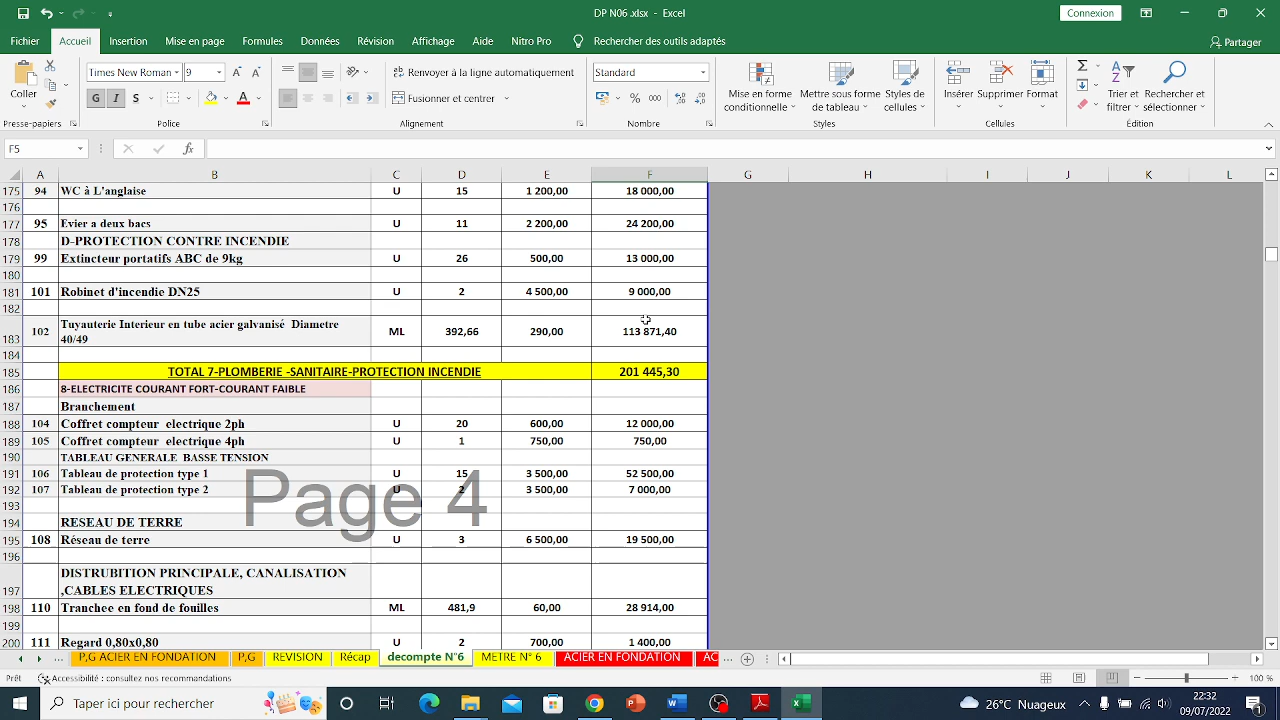 DP N06 .xlsx - Excel
Connexion
Fichier Accueil Insertion Mise en page Formules Données Révision Affichage Aide Nitro Pro Rechercher des outils adaptés Partager
Coller
Times New Roman 9
G I S
Renvoyer à la ligne automatiquement
Fusionner et centrer
Standard
% 000
Mise en forme conditionnelle
Mettre sous forme de tableau
Styles de cellules
Insérer Supprimer Format
Trier et filtrer
Rechercher et sélectionner
Presse-papiers Police Alignement Nombre Styles Cellules Édition
F5 fx
A B C D E F G H I J K L
175 94 WC à L'anglaise U 15 1 200,00 18 000,00
176
177 95 Evier a deux bacs U 11 2 200,00 24 200,00
178 D-PROTECTION CONTRE INCENDIE
179 99 Extincteur portatifs ABC de 9kg U 26 500,00 13 000,00
180
181 101 Robinet d'incendie DN25 U 2 4 500,00 9 000,00
182
183 102 Tuyauterie Interieur en tube acier galvanisé Diametre 40/49 ML 392,66 290,00 113 871,40
184
185 TOTAL 7-PLOMBERIE -SANITAIRE-PROTECTION INCENDIE 201 445,30
186 8-ELECTRICITE COURANT FORT-COURANT FAIBLE
187 Branchement
188 104 Coffret compteur electrique 2ph U 20 600,00 12 000,00
189 105 Coffret compteur electrique 4ph U 1 750,00 750,00
190 TABLEAU GENERALE BASSE TENSION
191 106 Tableau de protection type 1 U 15 3 500,00 52 500,00
192 107 Tableau de protection type 2 U 2 3 500,00 7 000,00
Page 4
193
194 RESEAU DE TERRE
195 108 Réseau de terre U 3 6 500,00 19 500,00
196
197 DISTRUBITION PRINCIPALE, CANALISATION ,CABLES ELECTRIQUES
198 110 Tranchee en fond de fouilles ML 481,9 60,00 28 914,00
199
200 111 Regard 0,80x0,80 U 2 700,00 1 400,00
... P,G ACIER EN FONDATION P,G REVISION Récap decompte N°6 METRE N° 6 ACIER EN FONDATION AC ...
Prêt Accessibilité : consultez nos recommandations 100 %
Taper ici pour rechercher
26°C Nuageux
22:32
09/07/2022